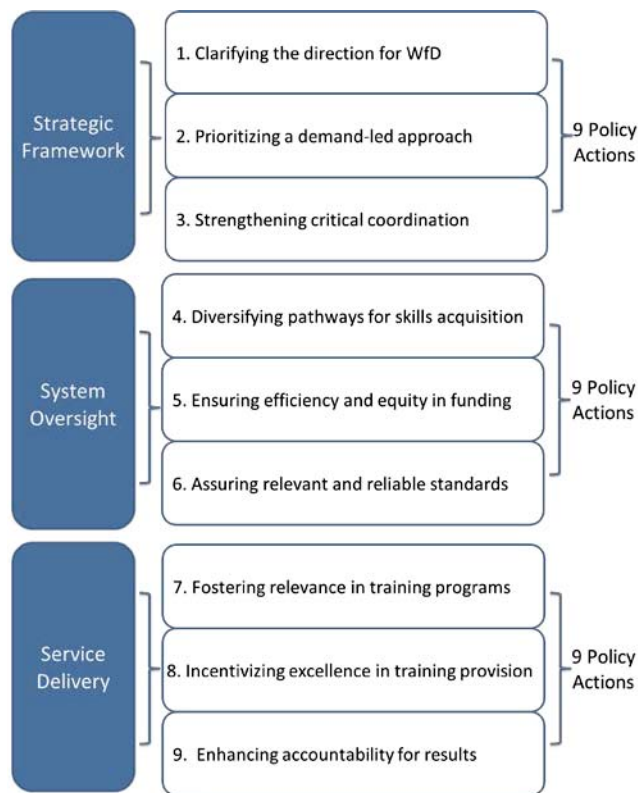 Strategic
Framework
1. Clarifying the direction for WfD
2. Prioritizing a demand-led approach
3. Strengthening critical coordination
9 Policy
Actions
System
Oversight
4. Diversifying pathways for skills acquisition
5. Ensuring efficiency and equity in funding
6. Assuring relevant and reliable standards
9 Policy
Actions
Service
Delivery
7. Fostering relevance in training programs
8. Incentivizing excellence in training provision
9. Enhancing accountability for results
9 Policy
Actions